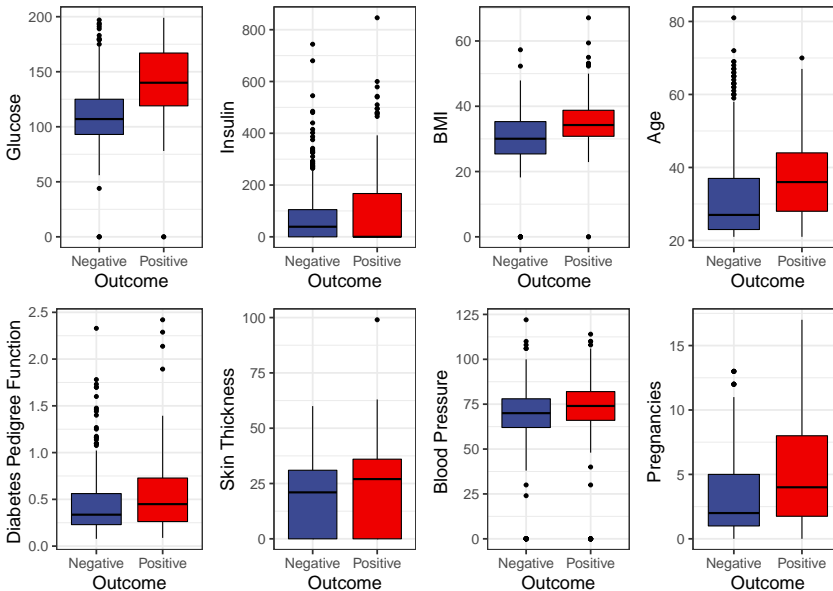 Glucose
200
150
100
50
0
Negative Positive
Outcome
Insulin
800
600
400
200
0
Negative Positive
Outcome
BMI
60
40
20
0
Negative Positive
Outcome
Age
80
60
40
20
Negative Positive
Outcome
Diabetes Pedigree Function
2.5
2.0
1.5
1.0
0.5
0.0
Negative Positive
Outcome
Skin Thickness
100
75
50
25
0
Negative Positive
Outcome
Blood Pressure
125
100
75
50
25
0
Negative Positive
Outcome
Pregnancies
15
10
5
0
Negative Positive
Outcome